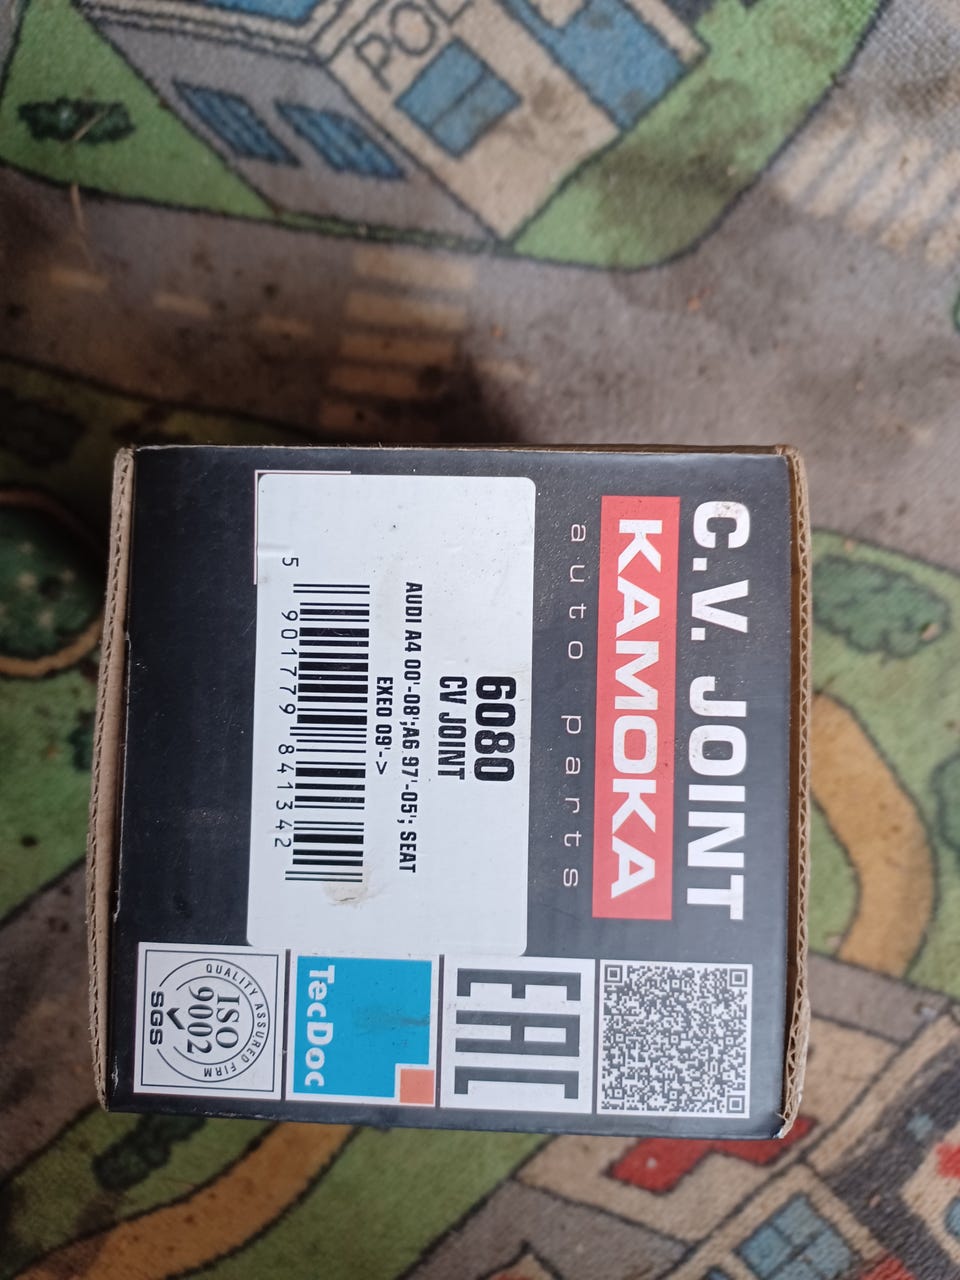 POL
C.V. JOINT
KAMOKA
auto parts
6080
CV JOINT
AUDI A4 00'-08';A6 97'-05'; SEAT
EXEO 09'->
5 901779 841342
EAC
TecDoc
QUALITY ASSURED FIRM
ISO
9002
SGS